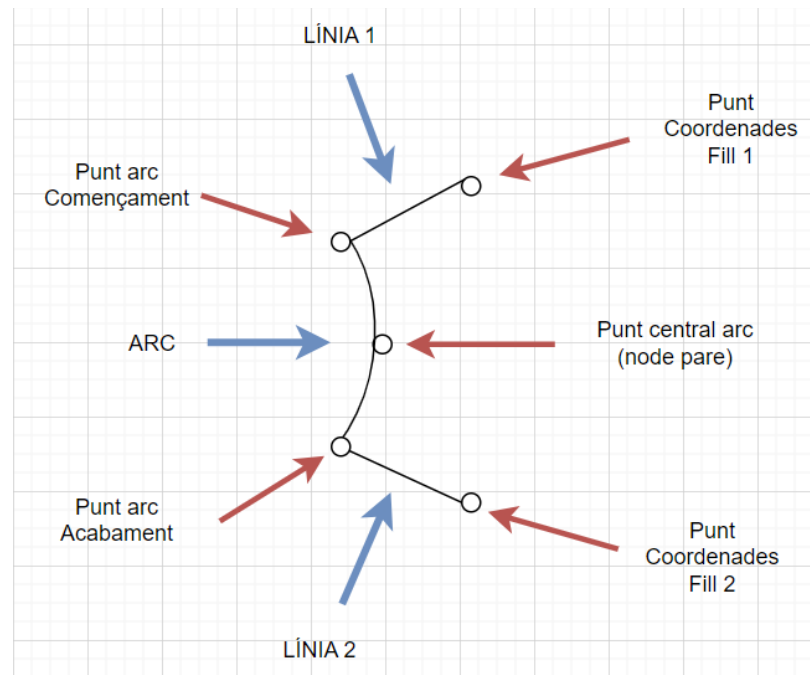 LÍNIA 1
Punt
Coordenades
Fill 1
Punt arc
Començament
ARC
Punt central arc
(node pare)
Punt arc
Acabament
Punt
Coordenades
Fill 2
LÍNIA 2